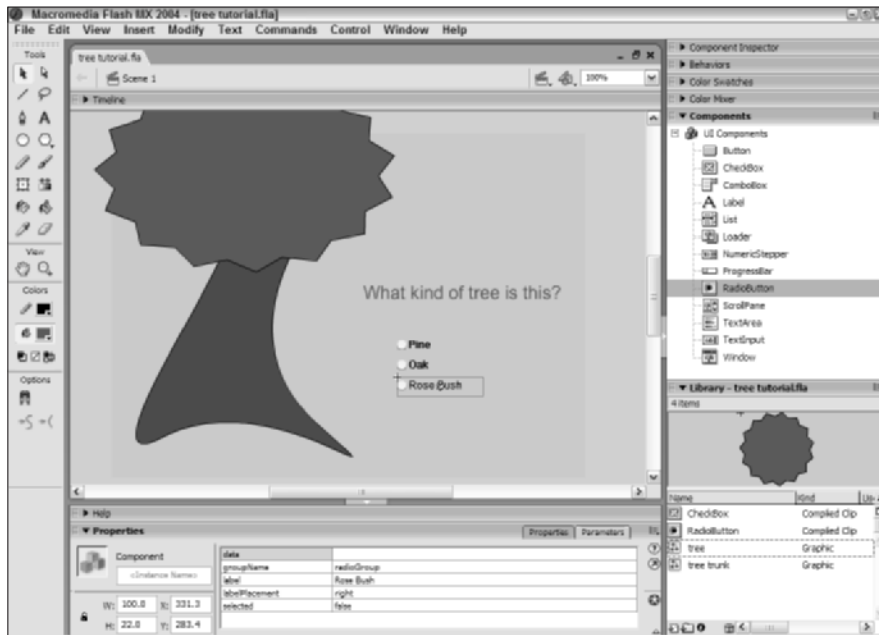 Macromedia Flash MX 2004 - [tree tutorial.fla]
File Edit View Insert Modify Text Commands Control Window Help
Tools
View
Colors
Options
tree tutorial.fla
Scene 1
100%
Timeline
What kind of tree is this?
Pine
Oak
Rose Bush
Help
Properties
Properties Parameters
Component
<Instance Name>
W: 100.0 X: 331.3
H: 22.0 Y: 283.4
data
groupName radioGroup
label Rose Bush
labelPlacement right
selected false
Component Inspector
Behaviors
Color Swatches
Color Mixer
Components
UI Components
Button
CheckBox
ComboBox
Label
List
Loader
NumericStepper
ProgressBar
RadioButton
ScrollPane
TextArea
TextInput
Window
Library - tree tutorial.fla
4 items
Name Kind
CheckBox Compiled Clip
RadioButton Compiled Clip
tree Graphic
tree trunk Graphic